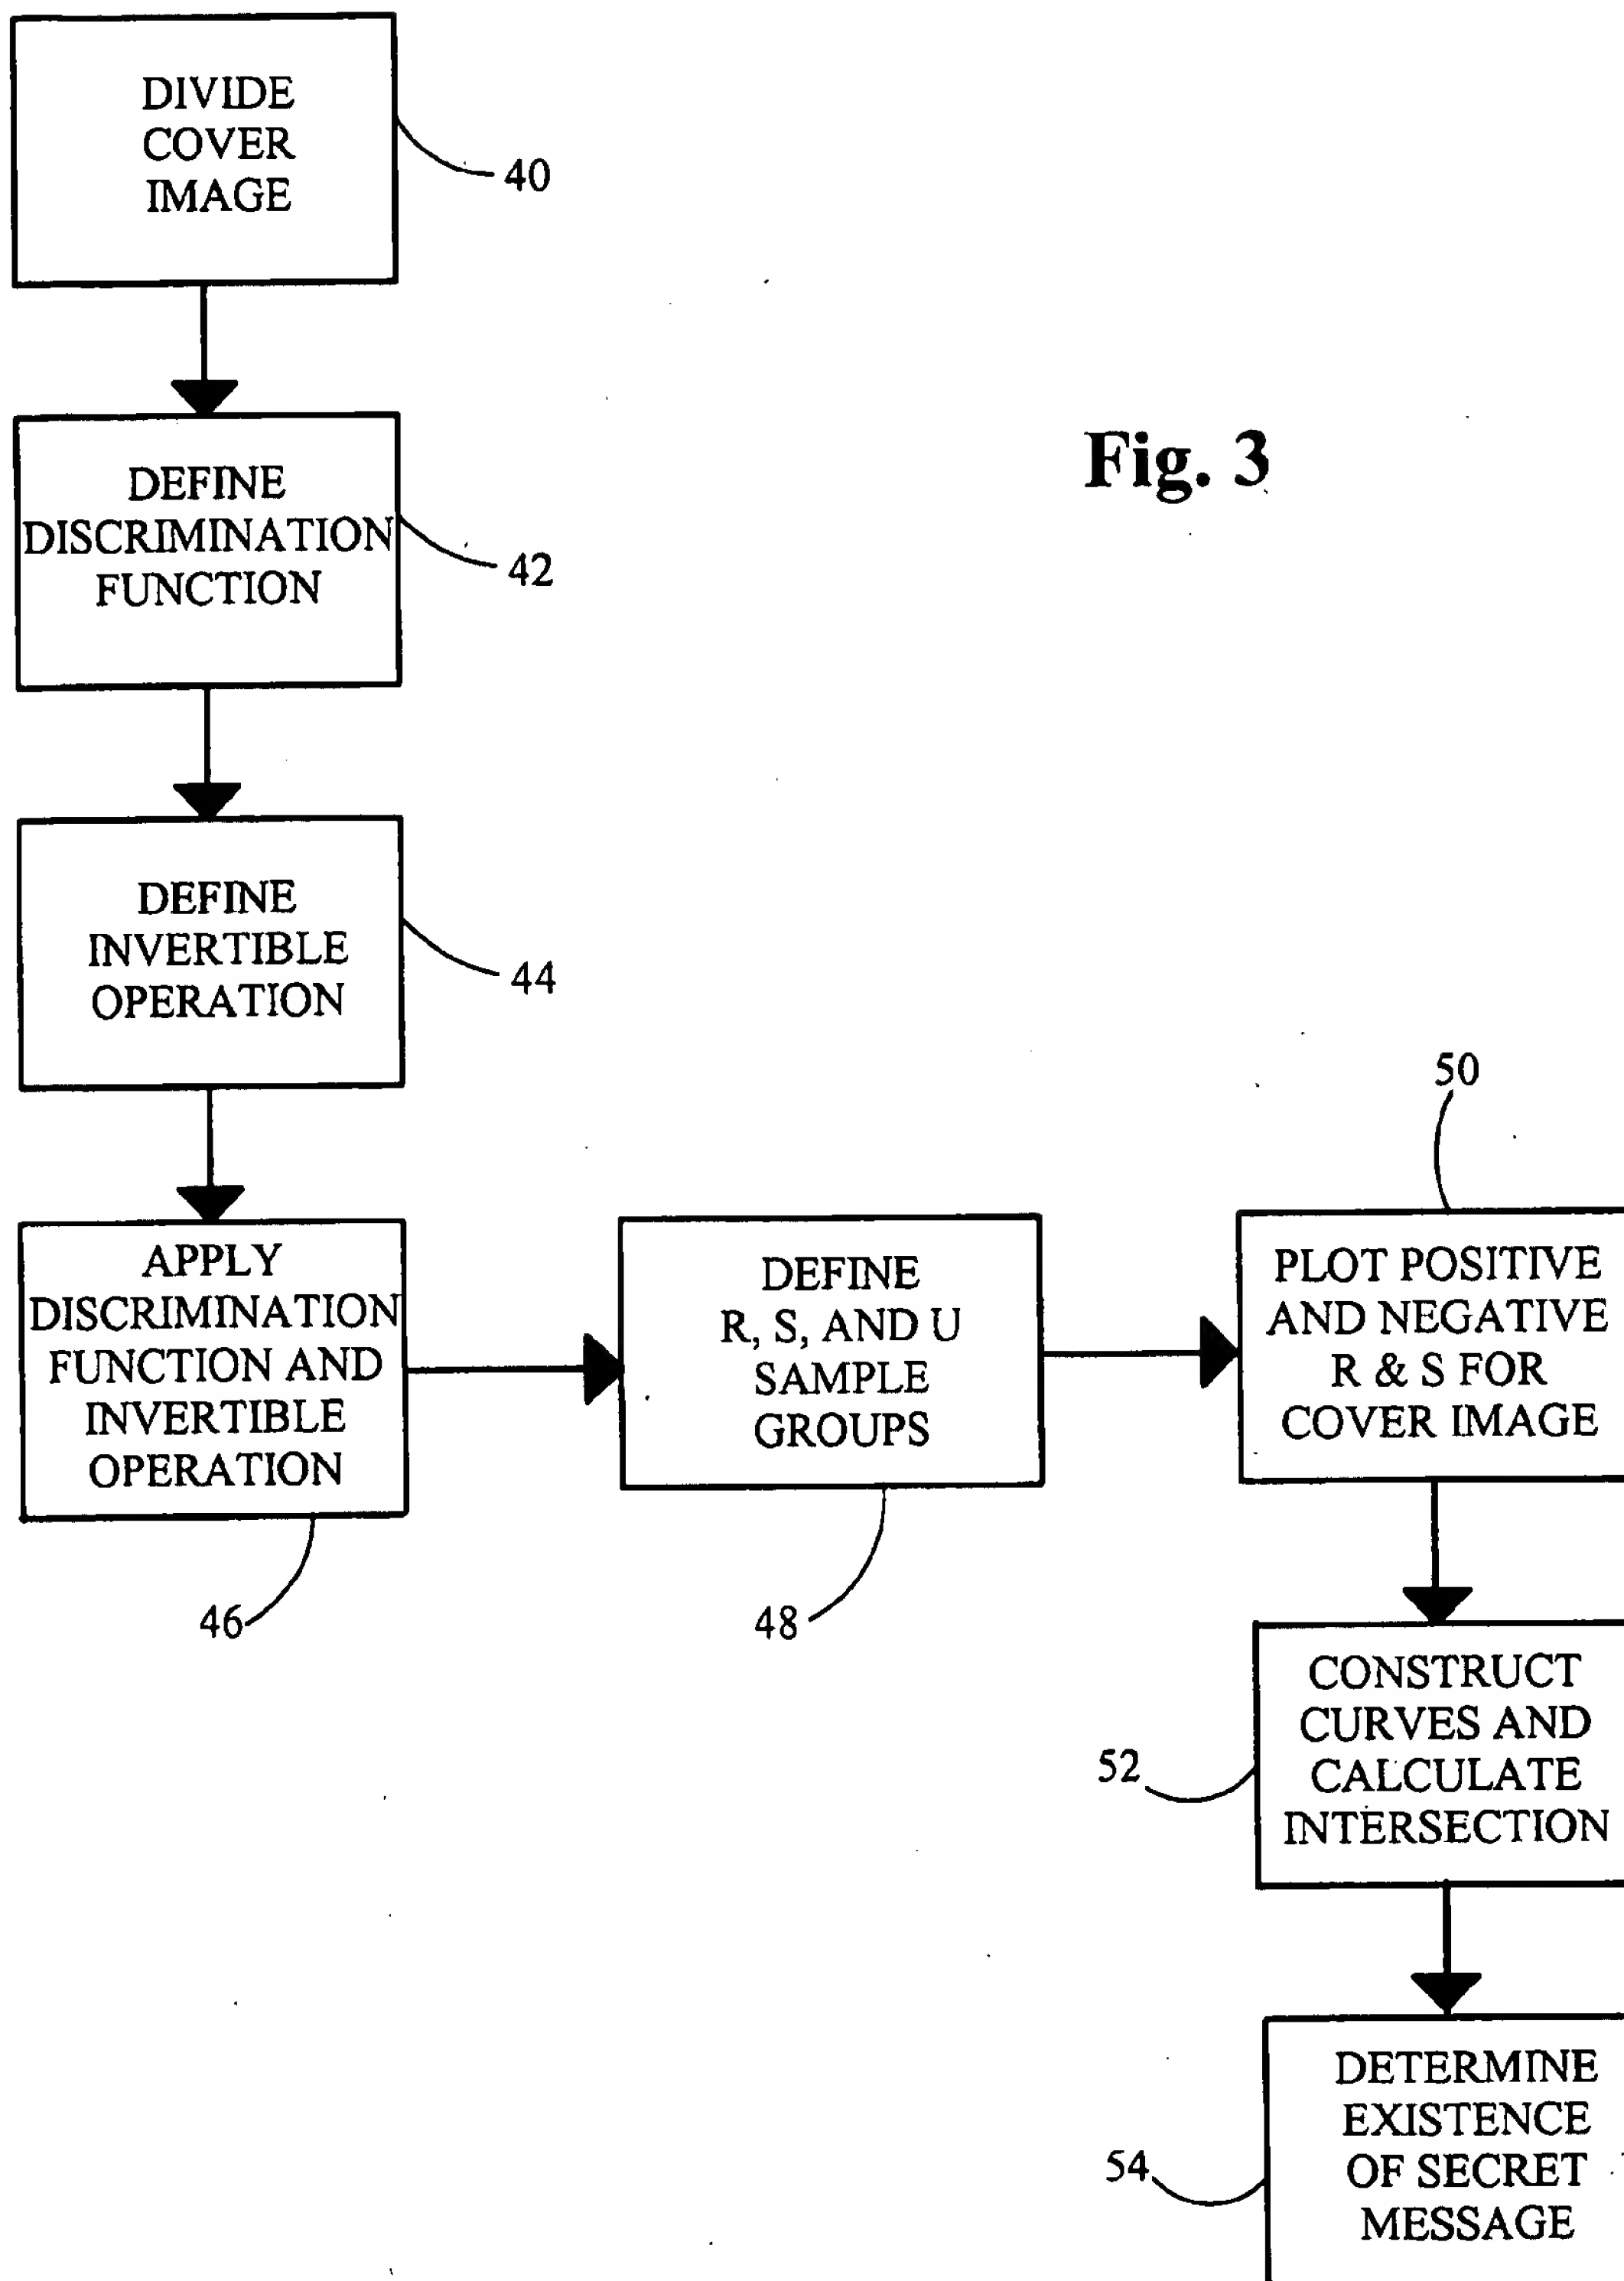 DIVIDE
COVER
IMAGE
40
DEFINE
DISCRIMINATION
FUNCTION
42
Fig. 3
DEFINE
INVERTIBLE
OPERATION
44
APPLY
DISCRIMINATION
FUNCTION AND
INVERTIBLE
OPERATION
46
DEFINE
R, S, AND U
SAMPLE
GROUPS
48
50
PLOT POSITIVE
AND NEGATIVE
R & S FOR
COVER IMAGE
CONSTRUCT
CURVES AND
CALCULATE
INTERSECTION
52
DETERMINE
EXISTENCE
OF SECRET
MESSAGE
54